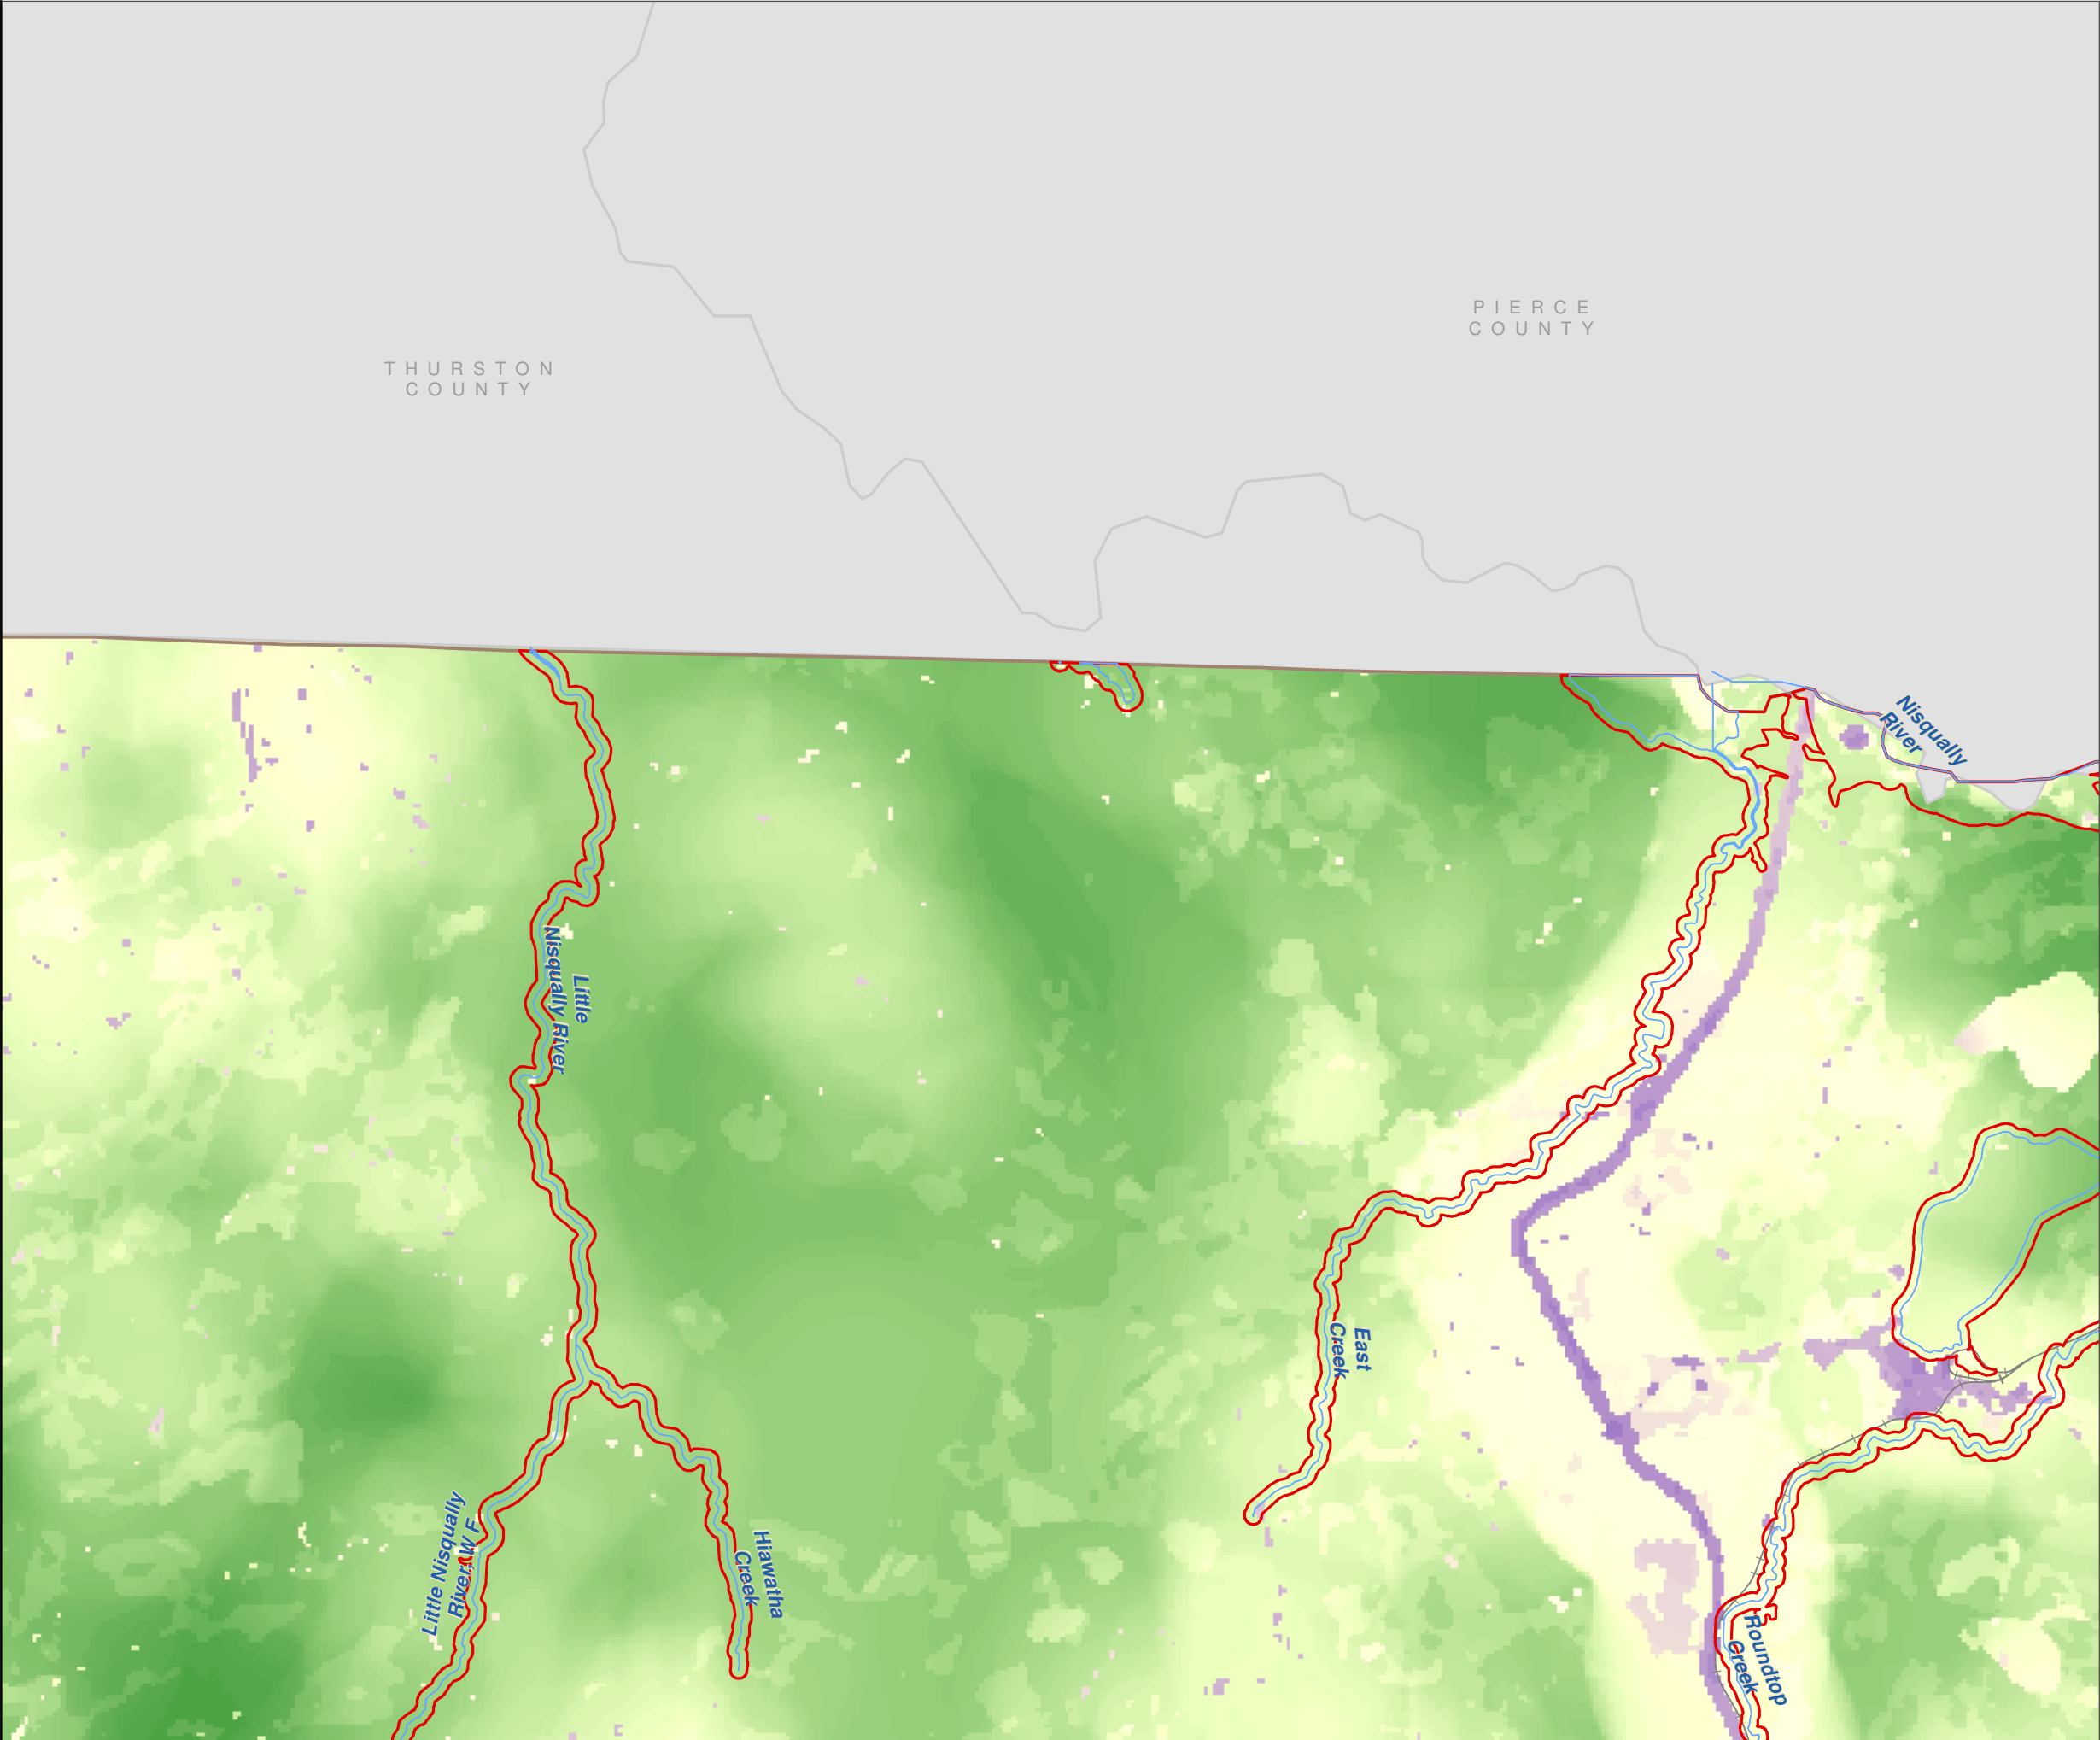 PIERCE
COUNTY
THURSTON
COUNTY
Nisqually
River
Little
Nisqually River
East
Creek
Little Nisqually
River W F
Hiawatha
Creek
Roundtop
Creek